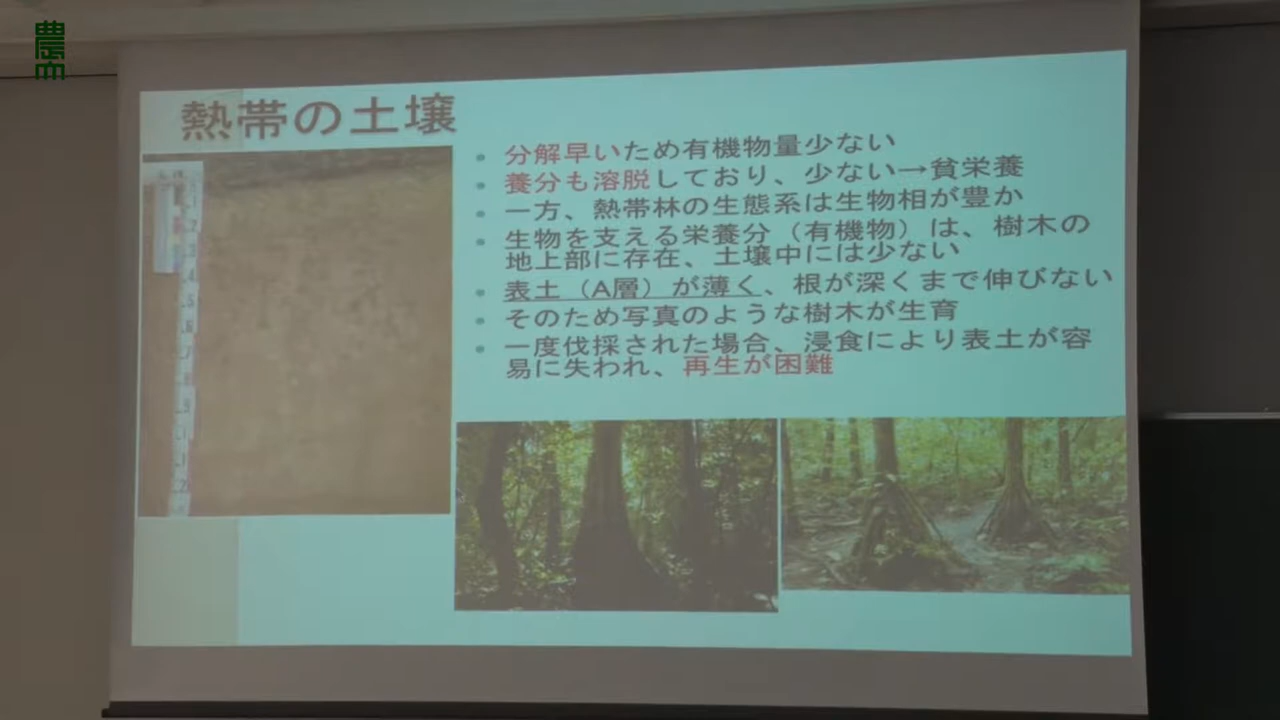 農大
熱帯の土壌
• 分解早いため有機物量少ない
• 養分も溶脱しており、少ない→貧栄養
• 一方、熱帯林の生態系は生物相が豊か
• 生物を支える栄養分（有機物）は、樹木の
地上部に存在、土壌中には少ない
• 表土（A層）が薄く、根が深くまで伸びない
• そのため写真のような樹木が生育
• 一度伐採された場合、浸食により表土が容
易に失われ、再生が困難